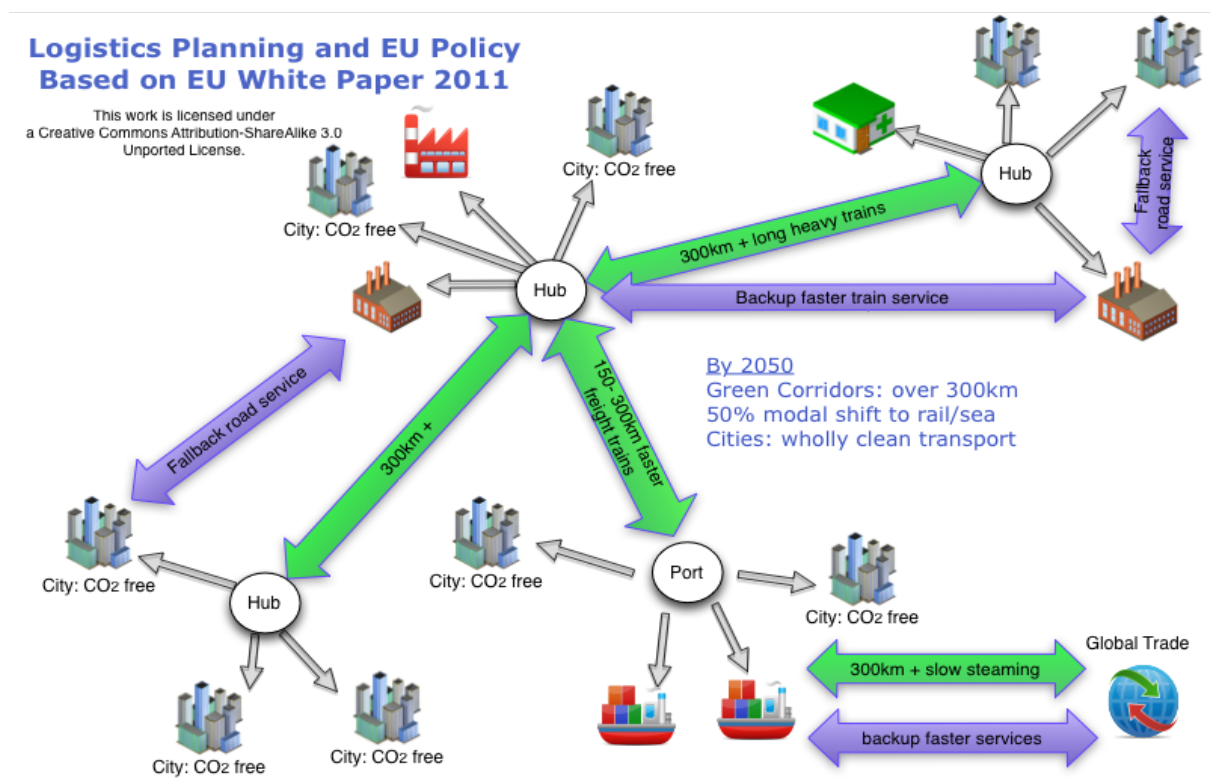 Logistics Planning and EU Policy
Based on EU White Paper 2011
This work is licensed under
a Creative Commons Attribution-ShareAlike 3.0
Unported License.
City: CO2 free
City: CO2 free
Hub
Hub
300km + long heavy trains
Fallback
road service
Backup faster train service
By 2050
Green Corridors: over 300km
50% modal shift to rail/sea
Cities: wholly clean transport
Fallback road service
300km +
150- 300km faster
freight trains
City: CO2 free
Hub
City: CO2 free
Port
City: CO2 free
City: CO2 free
City: CO2 free
Global Trade
300km + slow steaming
backup faster services